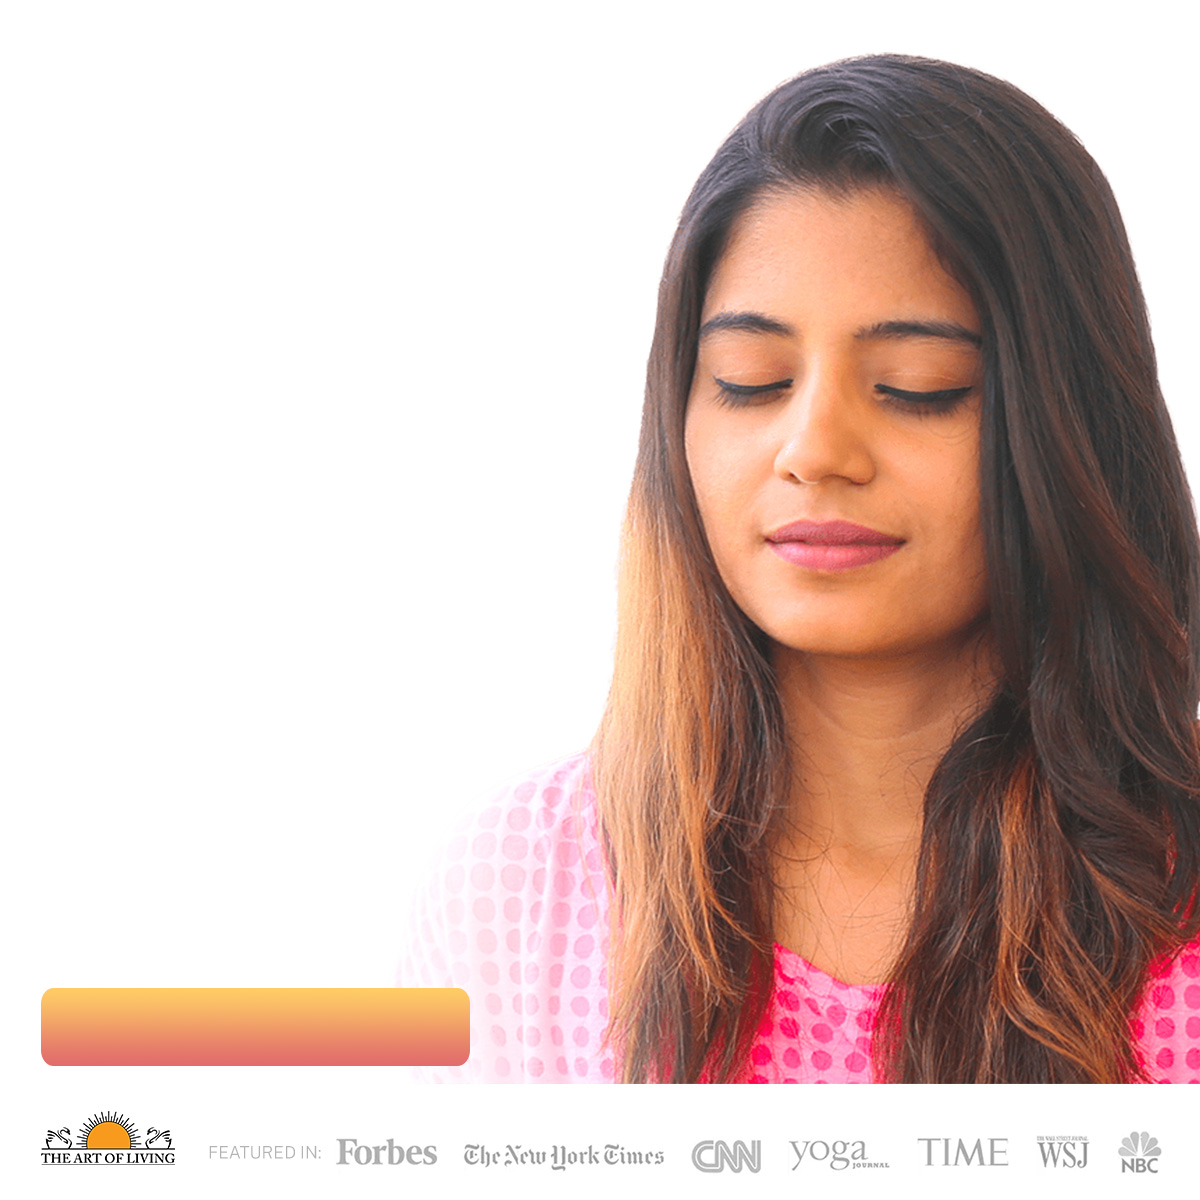 THE ART OF LIVING
FEATURED IN:
Forbes
The New York Times
CNN
yoga
JOURNAL
TIME
THE WALL STREET JOURNAL
WSJ
NBC